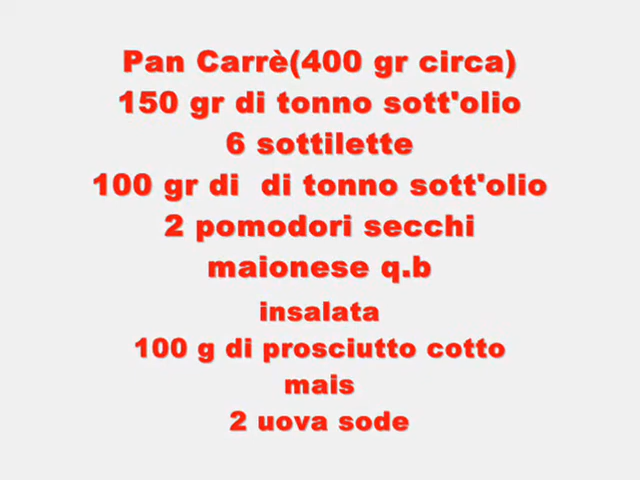 Pan Carrè(400 gr circa)
150 gr di tonno sott'olio
6 sottilette
100 gr di  di tonno sott'olio
2 pomodori secchi
maionese q.b
insalata
100 g di prosciutto cotto
mais
2 uova sode